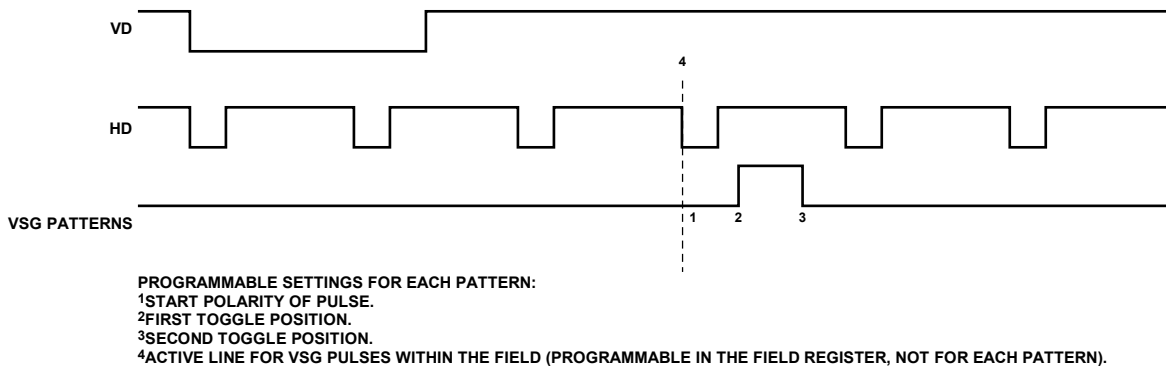 VD
4
HD
VSG PATTERNS
1 2 3
PROGRAMMABLE SETTINGS FOR EACH PATTERN:
1START POLARITY OF PULSE.
2FIRST TOGGLE POSITION.
3SECOND TOGGLE POSITION.
4ACTIVE LINE FOR VSG PULSES WITHIN THE FIELD (PROGRAMMABLE IN THE FIELD REGISTER, NOT FOR EACH PATTERN).